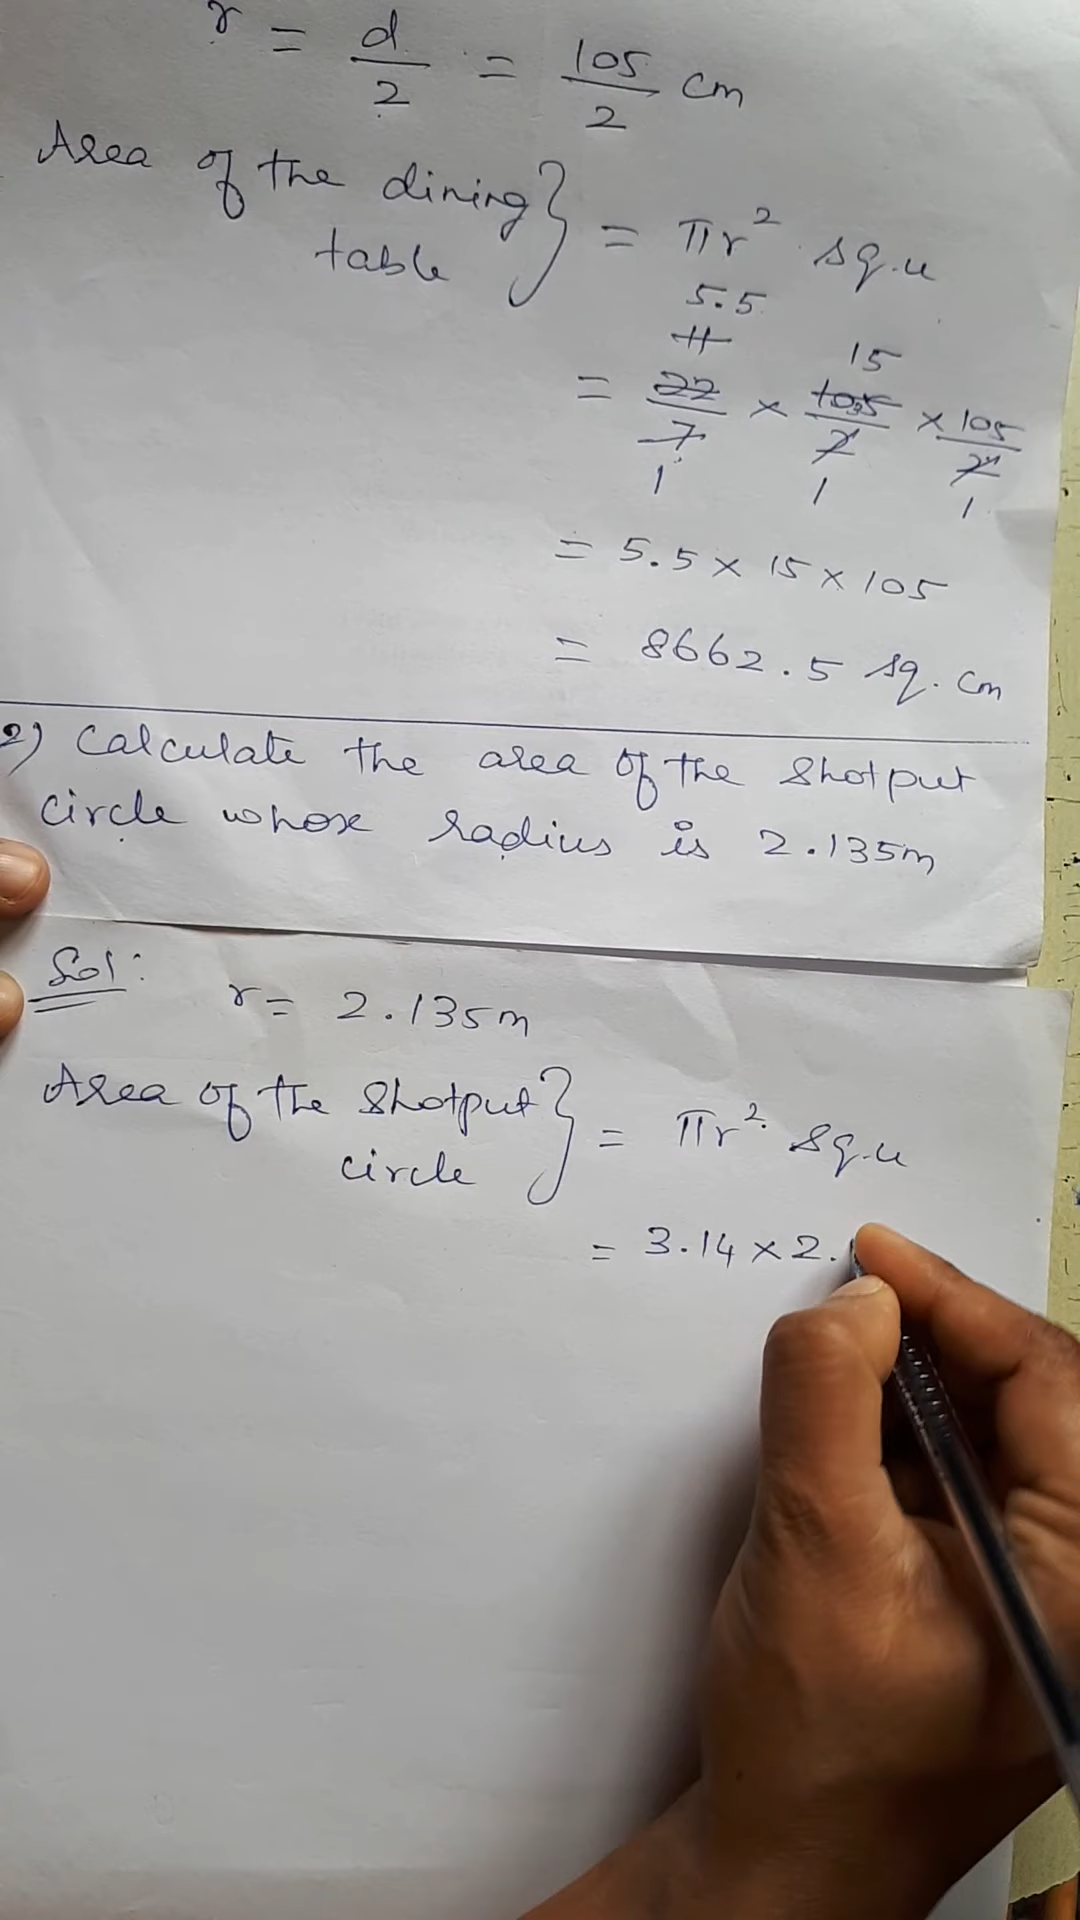 r = d/2 = 105/2 cm
Area of the dining table } = πr² sq.u
5.5
11 15
= 22/7 × 105/2 × 105/2
1 1 1
= 5.5 × 15 × 105
= 8662.5 sq. cm
2) Calculate the area of the Shotput
circle whose radius is 2.135m
Sol:
r = 2.135m
Area of the Shotput circle } = πr² sq.u
= 3.14 × 2.